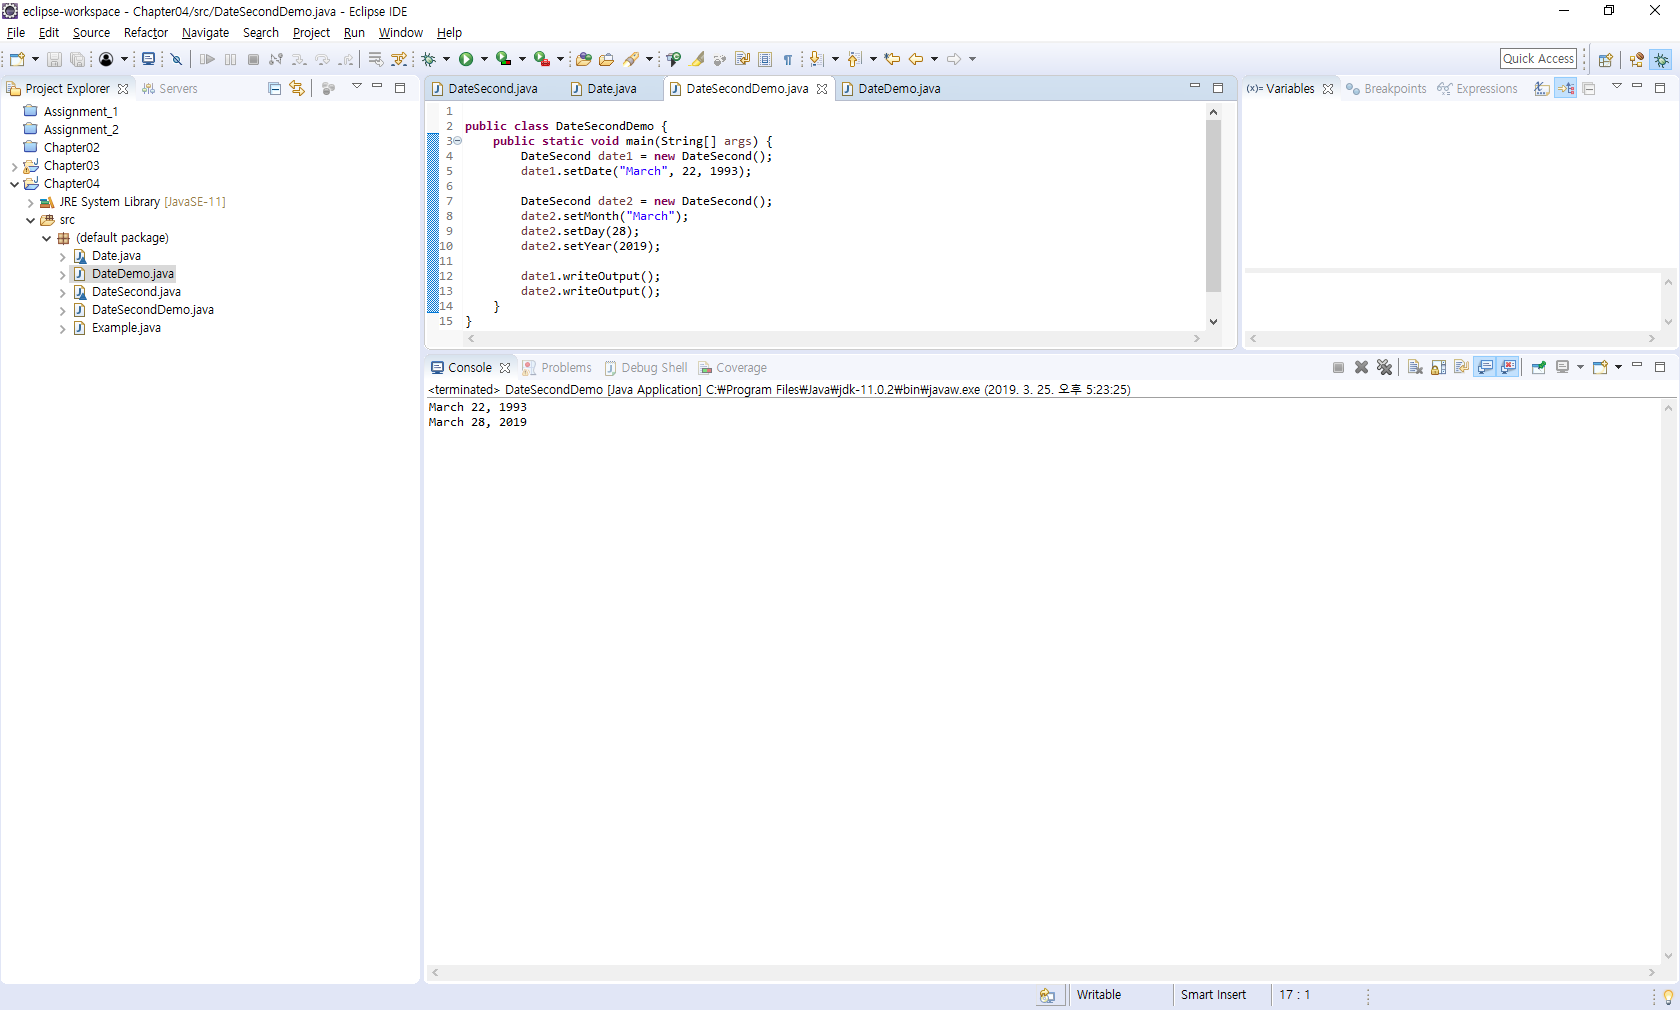 eclipse-workspace - Chapter04/src/DateSecondDemo.java - Eclipse IDE
File Edit Source Refactor Navigate Search Project Run Window Help
Quick Access
Project Explorer Servers
Assignment_1
Assignment_2
Chapter02
Chapter03
Chapter04
JRE System Library [JavaSE-11]
src
(default package)
Date.java
DateDemo.java
DateSecond.java
DateSecondDemo.java
Example.java
DateSecond.java Date.java DateSecondDemo.java DateDemo.java
1
2 public class DateSecondDemo {
3 public static void main(String[] args) {
4 DateSecond date1 = new DateSecond();
5 date1.setDate("March", 22, 1993);
6
7 DateSecond date2 = new DateSecond();
8 date2.setMonth("March");
9 date2.setDay(28);
10 date2.setYear(2019);
11
12 date1.writeOutput();
13 date2.writeOutput();
14 }
15 }
(x)= Variables Breakpoints Expressions
Console Problems Debug Shell Coverage
<terminated> DateSecondDemo [Java Application] C:₩Program Files₩Java₩jdk-11.0.2₩bin₩javaw.exe (2019. 3. 25. 오후 5:23:25)
March 22, 1993
March 28, 2019
Writable Smart Insert 17 : 1